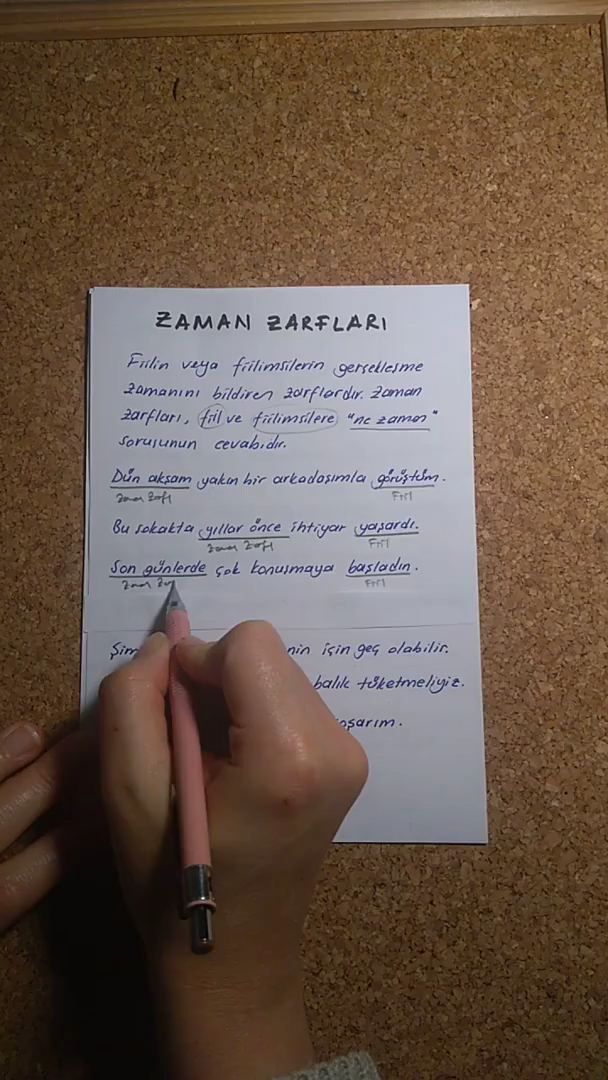 ZAMAN ZARFLARI
Fiilin veya fiilimsilerin gerçekleşme
zamanını bildiren zarflardır. Zaman
zarfları, fiil ve fiilimsilere "ne zaman"
sorusunun cevabıdır.
Dün akşam yakın bir arkadaşımla görüştüm.
Zaman Zarfı Fiil
Bu sokakta yıllar önce ihtiyar yaşardı.
Zaman Zarfı Fiil
Son günlerde çok konuşmaya başladın.
Zaman Fiil
için geç olabilir.
balık tüketmeliyiz.